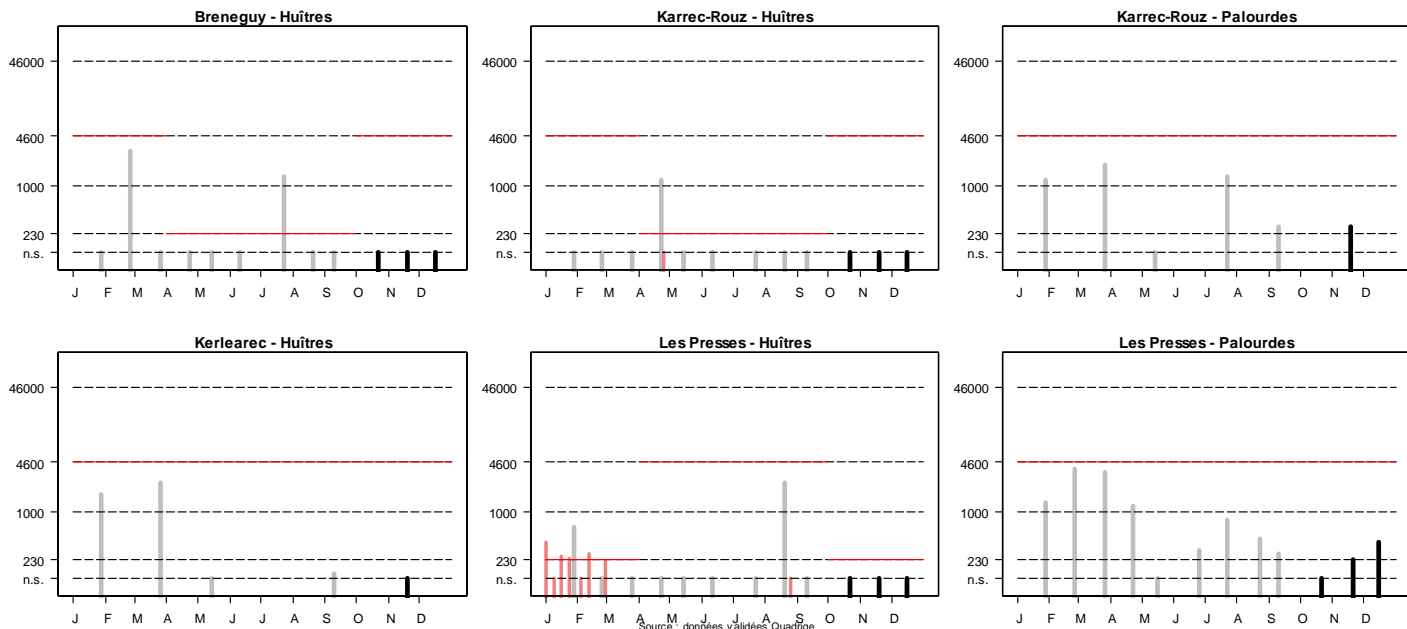 Breneguy - Huîtres
46000
4600
1000
230
n.s.
J F M A M J J A S O N D
Karrec-Rouz - Huîtres
46000
4600
1000
230
n.s.
J F M A M J J A S O N D
Karrec-Rouz - Palourdes
46000
4600
1000
230
n.s.
J F M A M J J A S O N D
Kerlearec - Huîtres
46000
4600
1000
230
n.s.
J F M A M J J A S O N D
Les Presses - Huîtres
46000
4600
1000
230
n.s.
J F M A M J J A S O N D
Les Presses - Palourdes
46000
4600
1000
230
n.s.
J F M A M J J A S O N D
Source : données validées Quadrige